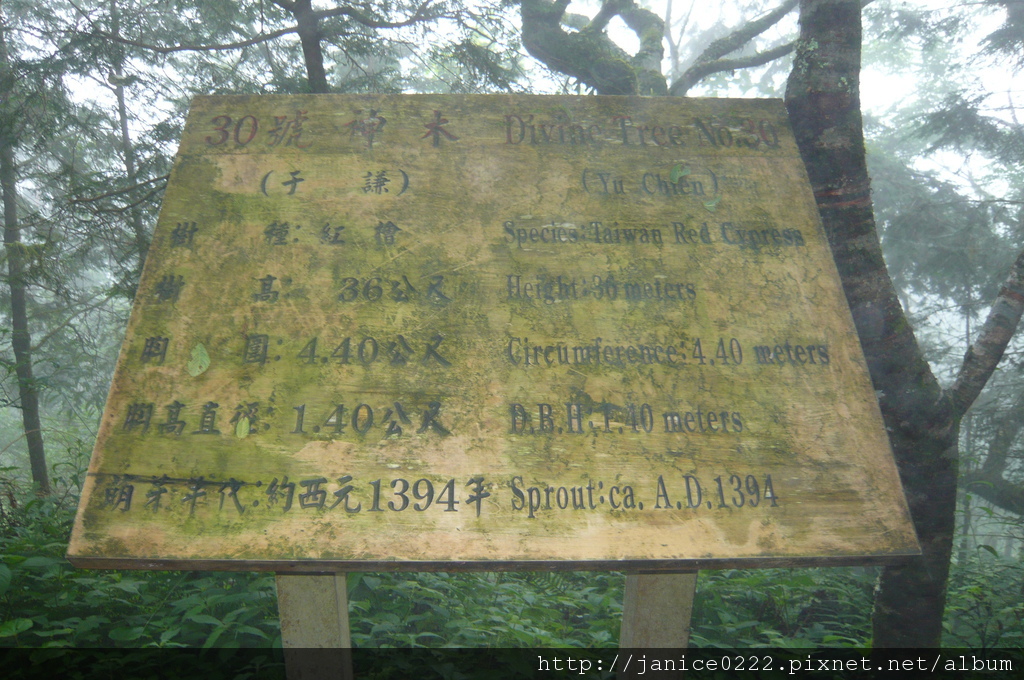 30號 神木 Divine Tree No.30
(子謙) (Yu Chien)
樹種:紅檜 Species:Taiwan Red Cypress
樹高: 36公尺 Height:36 meters
胸圍:4.40公尺 Circumference:4.40 meters
胸高直徑:1.40公尺 D.B.H:1.40 meters
萌芽年代:約西元1394年 Sprout:ca. A.D.1394
http://janice0222.pixnet.net/album